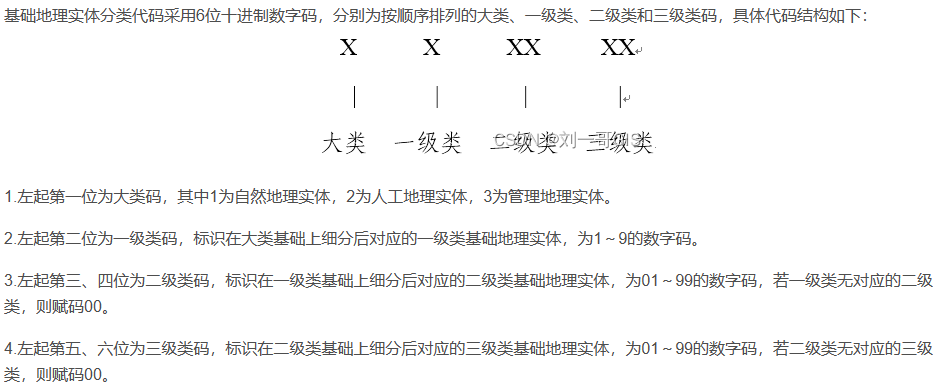 基础地理实体分类代码采用6位十进制数字码，分别为按顺序排列的大类、一级类、二级类和三级类码，具体代码结构如下：
X X XX XX↵
| | | |↵
大类 一级类 二级类 三级类
CSDN @刘一哥GIS
1.左起第一位为大类码，其中1为自然地理实体，2为人工地理实体，3为管理地理实体。
2.左起第二位为一级类码，标识在大类基础上细分后对应的一级类基础地理实体，为1～9的数字码。
3.左起第三、四位为二级类码，标识在一级类基础上细分后对应的二级类基础地理实体，为01～99的数字码，若一级类无对应的二级
类，则赋码00。
4.左起第五、六位为三级类码，标识在二级类基础上细分后对应的三级类基础地理实体，为01～99的数字码，若二级类无对应的三级
类，则赋码00。